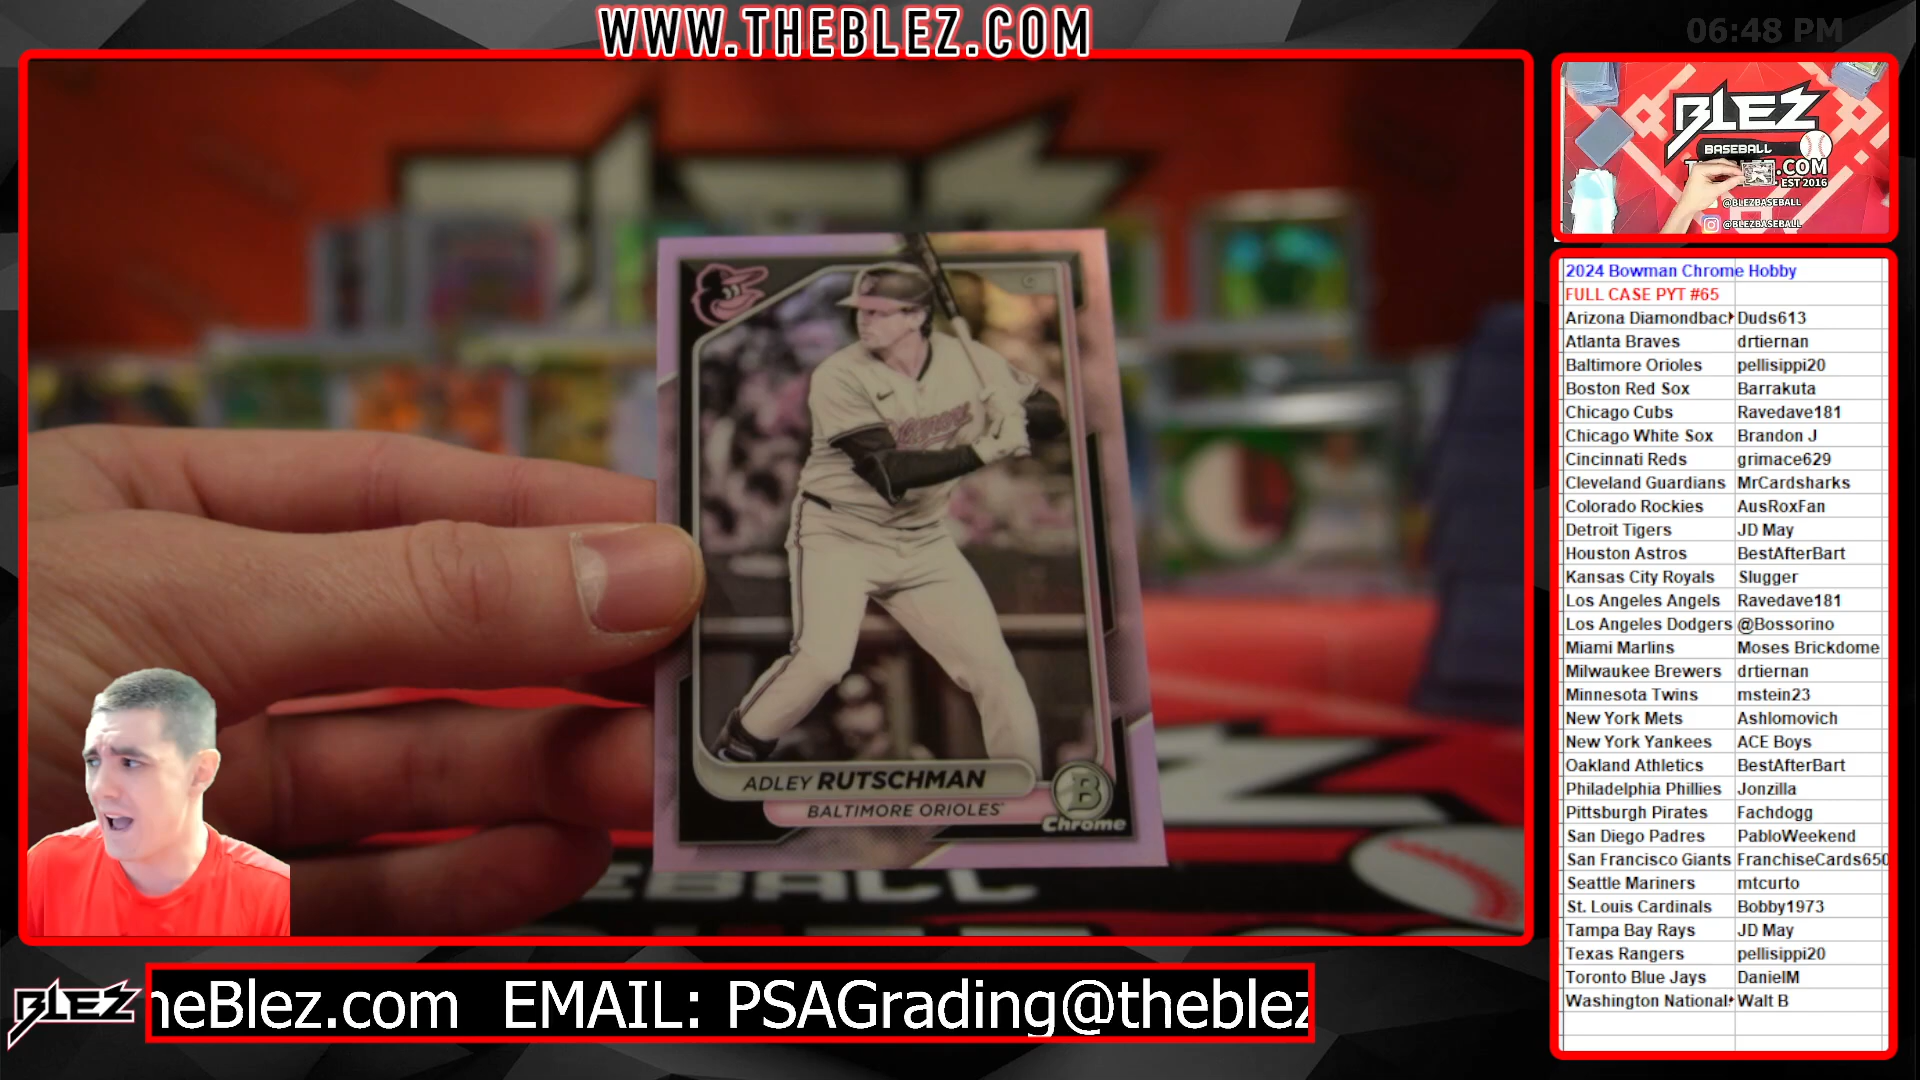 WWW.THEBLEZ.COM
06:48 PM
BLEZ
BASEBALL
.COM
EST 2016
@BLEZBASEBALL
@BLEZBASEBALL
ADLEY RUTSCHMAN
BALTIMORE ORIOLES
B
Chrome
2024 Bowman Chrome Hobby
FULL CASE PYT #65
Arizona Diamondback Duds613
Atlanta Braves drtiernan
Baltimore Orioles pellisippi20
Boston Red Sox Barrakuta
Chicago Cubs Ravedave181
Chicago White Sox Brandon J
Cincinnati Reds grimace629
Cleveland Guardians MrCardsharks
Colorado Rockies AusRoxFan
Detroit Tigers JD May
Houston Astros BestAfterBart
Kansas City Royals Slugger
Los Angeles Angels Ravedave181
Los Angeles Dodgers @Bossorino
Miami Marlins Moses Brickdome
Milwaukee Brewers drtiernan
Minnesota Twins mstein23
New York Mets Ashlomovich
New York Yankees ACE Boys
Oakland Athletics BestAfterBart
Philadelphia Phillies Jonzilla
Pittsburgh Pirates Fachdogg
San Diego Padres PabloWeekend
San Francisco Giants FranchiseCards650
Seattle Mariners mtcurto
St. Louis Cardinals Bobby1973
Tampa Bay Rays JD May
Texas Rangers pellisippi20
Toronto Blue Jays DanielM
Washington National Walt B
BLEZ
heBlez.com EMAIL: PSAGrading@theblez